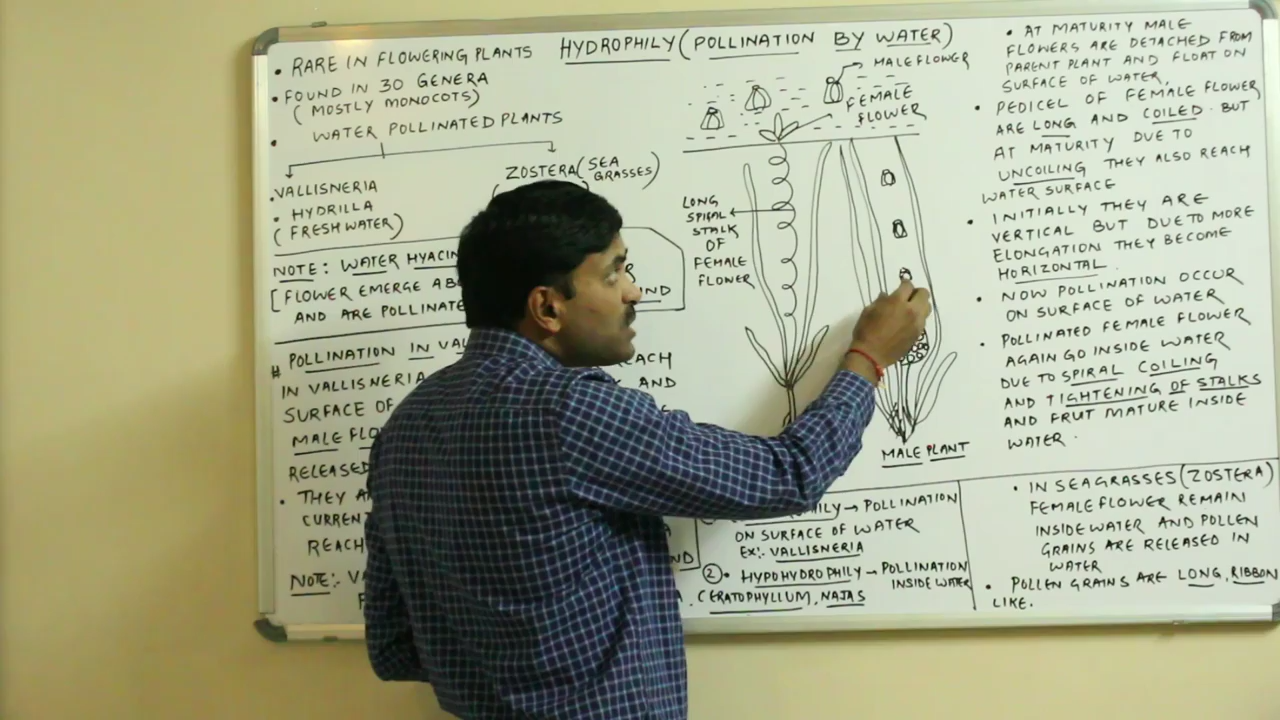 HYDROPHILY (POLLINATION BY WATER)
• RARE IN FLOWERING PLANTS
• FOUND IN 30 GENERA
(MOSTLY MONOCOTS)
• WATER POLLINATED PLANTS
VALLISNERIA
• HYDRILLA
(FRESH WATER)
ZOSTERA (SEA
GRASSES)
NOTE: WATER HYACIN
[FLOWER EMERGE AB
AND ARE POLLINATE
IND
# POLLINATION IN VAL
IN VALLISNERIA
REACH
SURFACE OF
AND
MALE FLO
RELEASED
• THEY A
CURRENT
REACH
ND
NOTE:- VA
MALE FLOWER
FEMALE
FLOWER
LONG
SPIRAL
STALK
OF
FEMALE
FLOWER
MALE PLANT
→ POLLINATION
ON SURFACE OF WATER
EX:- VALLISNERIA
② • HYPOHYDROPHILY → POLLINATION
INSIDE WATER
CERATOPHYLLUM, NAJAS
• AT MATURITY MALE
FLOWERS ARE DETACHED FROM
PARENT PLANT AND FLOAT ON
SURFACE OF WATER.
• PEDICEL OF FEMALE FLOWER
ARE LONG AND COILED. BUT
AT MATURITY DUE TO
UNCOILING THEY ALSO REACH
WATER SURFACE
• INITIALLY THEY ARE
VERTICAL BUT DUE TO MORE
ELONGATION THEY BECOME
HORIZONTAL.
• NOW POLLINATION OCCUR
ON SURFACE OF WATER
• POLLINATED FEMALE FLOWER
AGAIN GO INSIDE WATER
DUE TO SPIRAL COILING
AND TIGHTENING OF STALKS
AND FRUIT MATURE INSIDE
WATER.
• IN SEAGRASSES (ZOSTERA)
FEMALE FLOWER REMAIN
INSIDE WATER AND POLLEN
GRAINS ARE RELEASED IN
WATER
• POLLEN GRAINS ARE LONG, RIBBON
LIKE.